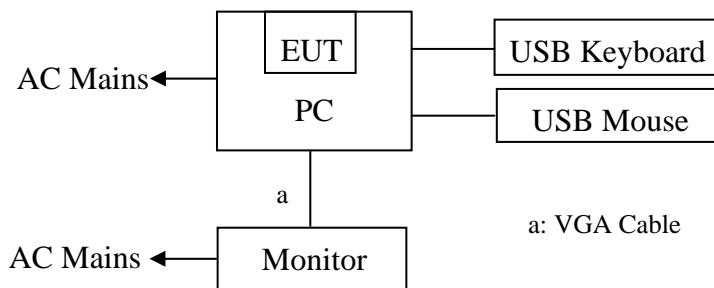 EUT
USB Keyboard
AC Mains
PC
USB Mouse
a
a: VGA Cable
AC Mains
Monitor